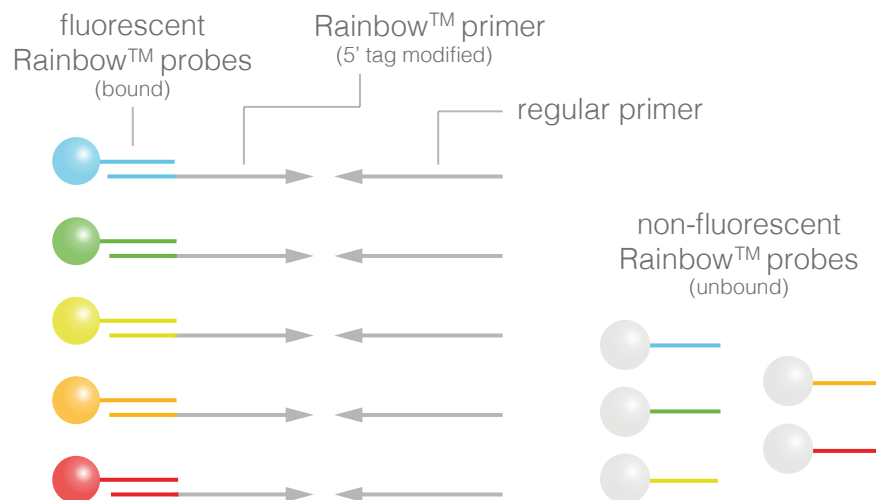 fluorescent
Rainbow™ probes
(bound)
Rainbow™ primer
(5’ tag modified)
regular primer
non-fluorescent
Rainbow™ probes
(unbound)